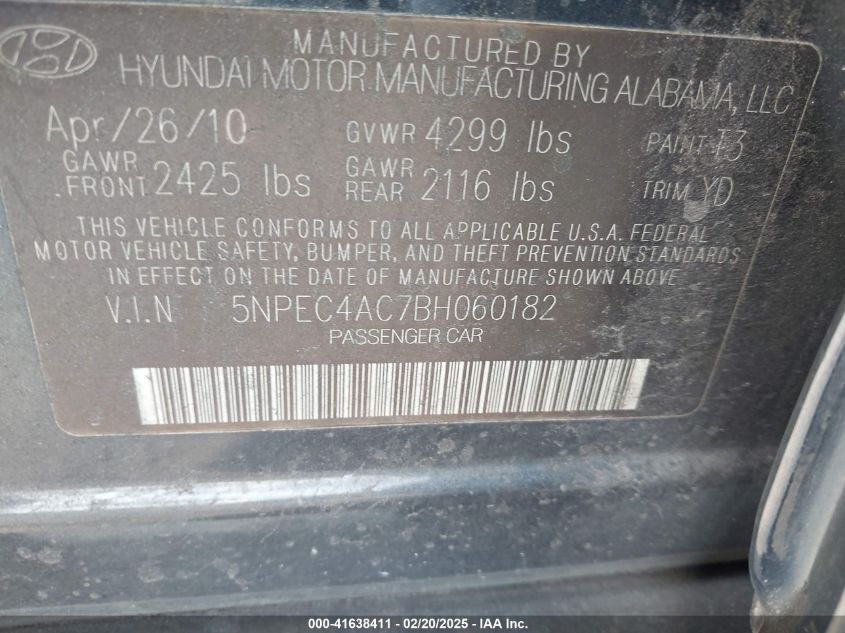 MANUFACTURED BY
HYUNDAI MOTOR MANUFACTURING ALABAMA, LLC
Apr/26/10 GVWR 4299 lbs PAINT T3
GAWR FRONT 2425 lbs GAWR REAR 2116 lbs TRIM YD
THIS VEHICLE CONFORMS TO ALL APPLICABLE U.S.A. FEDERAL
MOTOR VEHICLE SAFETY, BUMPER, AND THEFT PREVENTION STANDARDS
IN EFFECT ON THE DATE OF MANUFACTURE SHOWN ABOVE
V.I.N 5NPEC4AC7BH060182
PASSENGER CAR
000-41638411 - 02/20/2025 - IAA Inc.